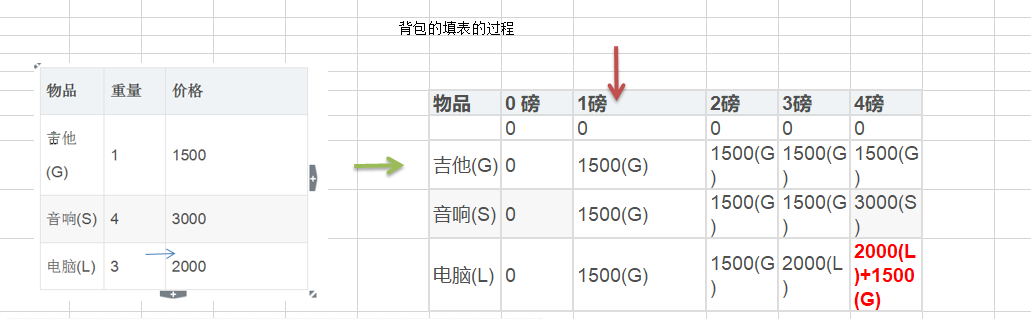 背包的填表的过程
物品 重量 价格
吉他
(G) 1 1500
音响(S) 4 3000
电脑(L) 3 2000
物品 0 磅 1磅 2磅 3磅 4磅
0 0 0 0 0
吉他(G) 0 1500(G) 1500(G) 1500(G) 1500(G)
音响(S) 0 1500(G) 1500(G) 1500(G) 3000(S)
电脑(L) 0 1500(G) 1500(G) 2000(L) 2000(L)+1500(G)